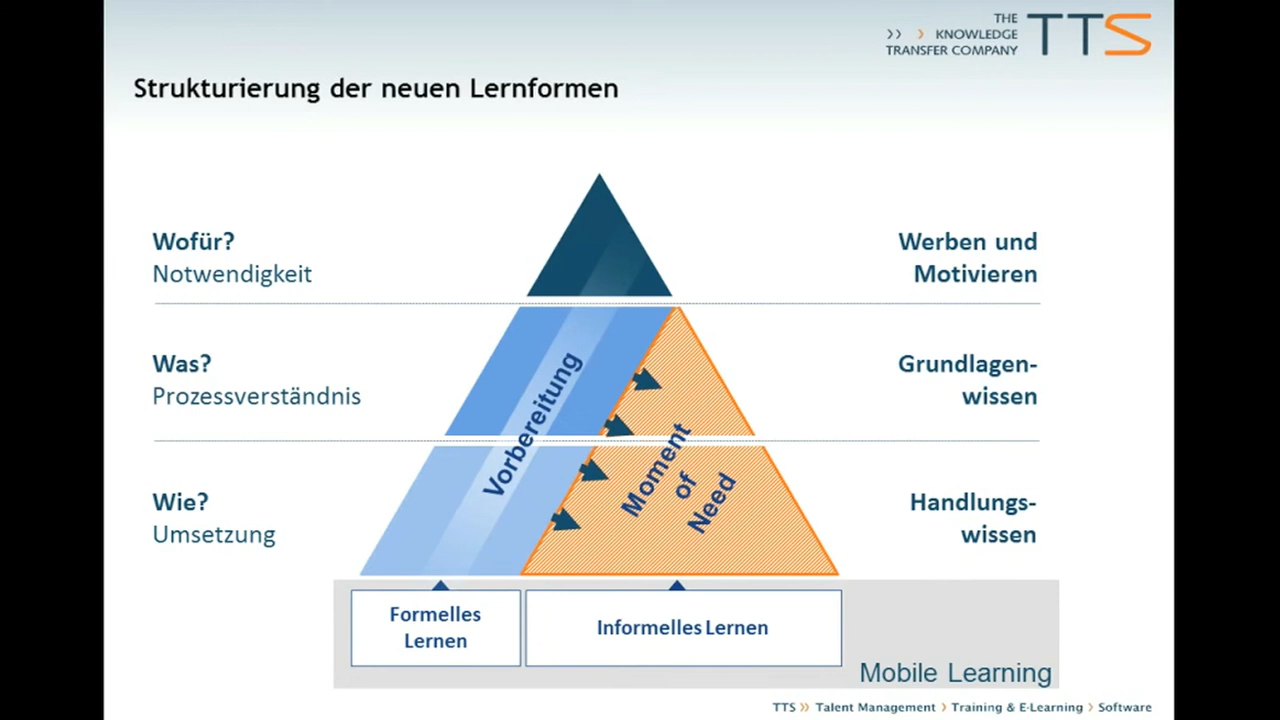 THE
›› › KNOWLEDGE
TRANSFER COMPANY
TTS
Strukturierung der neuen Lernformen
Wofür?
Notwendigkeit
Werben und
Motivieren
Was?
Prozessverständnis
Grundlagen-
wissen
Wie?
Umsetzung
Handlungs-
wissen
Vorbereitung
Moment
of
Need
Formelles
Lernen
Informelles Lernen
Mobile Learning
TTS ›› Talent Management › Training & E-Learning › Software